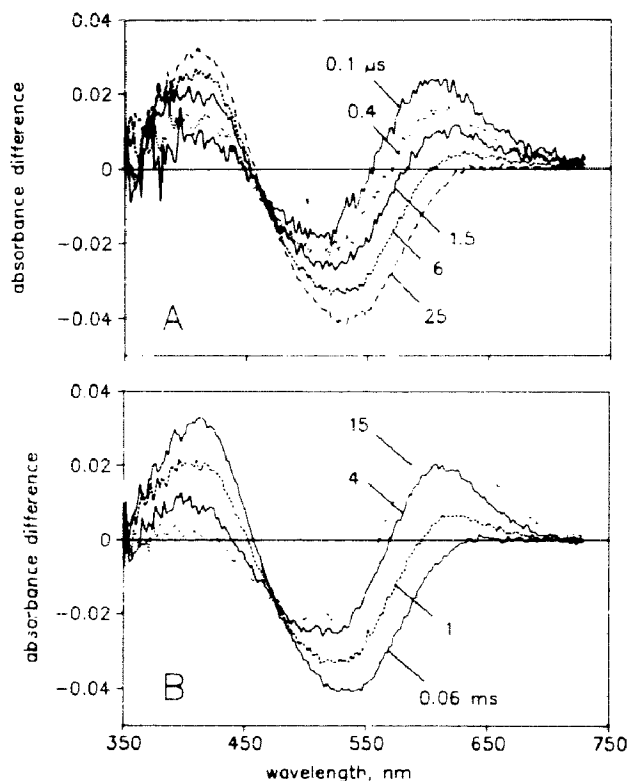 0.04
0.02
0
−0.02
−0.04
absorbance difference
0.1 μs
0.4
1.5
6
25
A
0.04
0.02
0
−0.02
−0.04
absorbance difference
15
4
1
0.06 ms
B
350 450 550 650 750
wavelength, nm